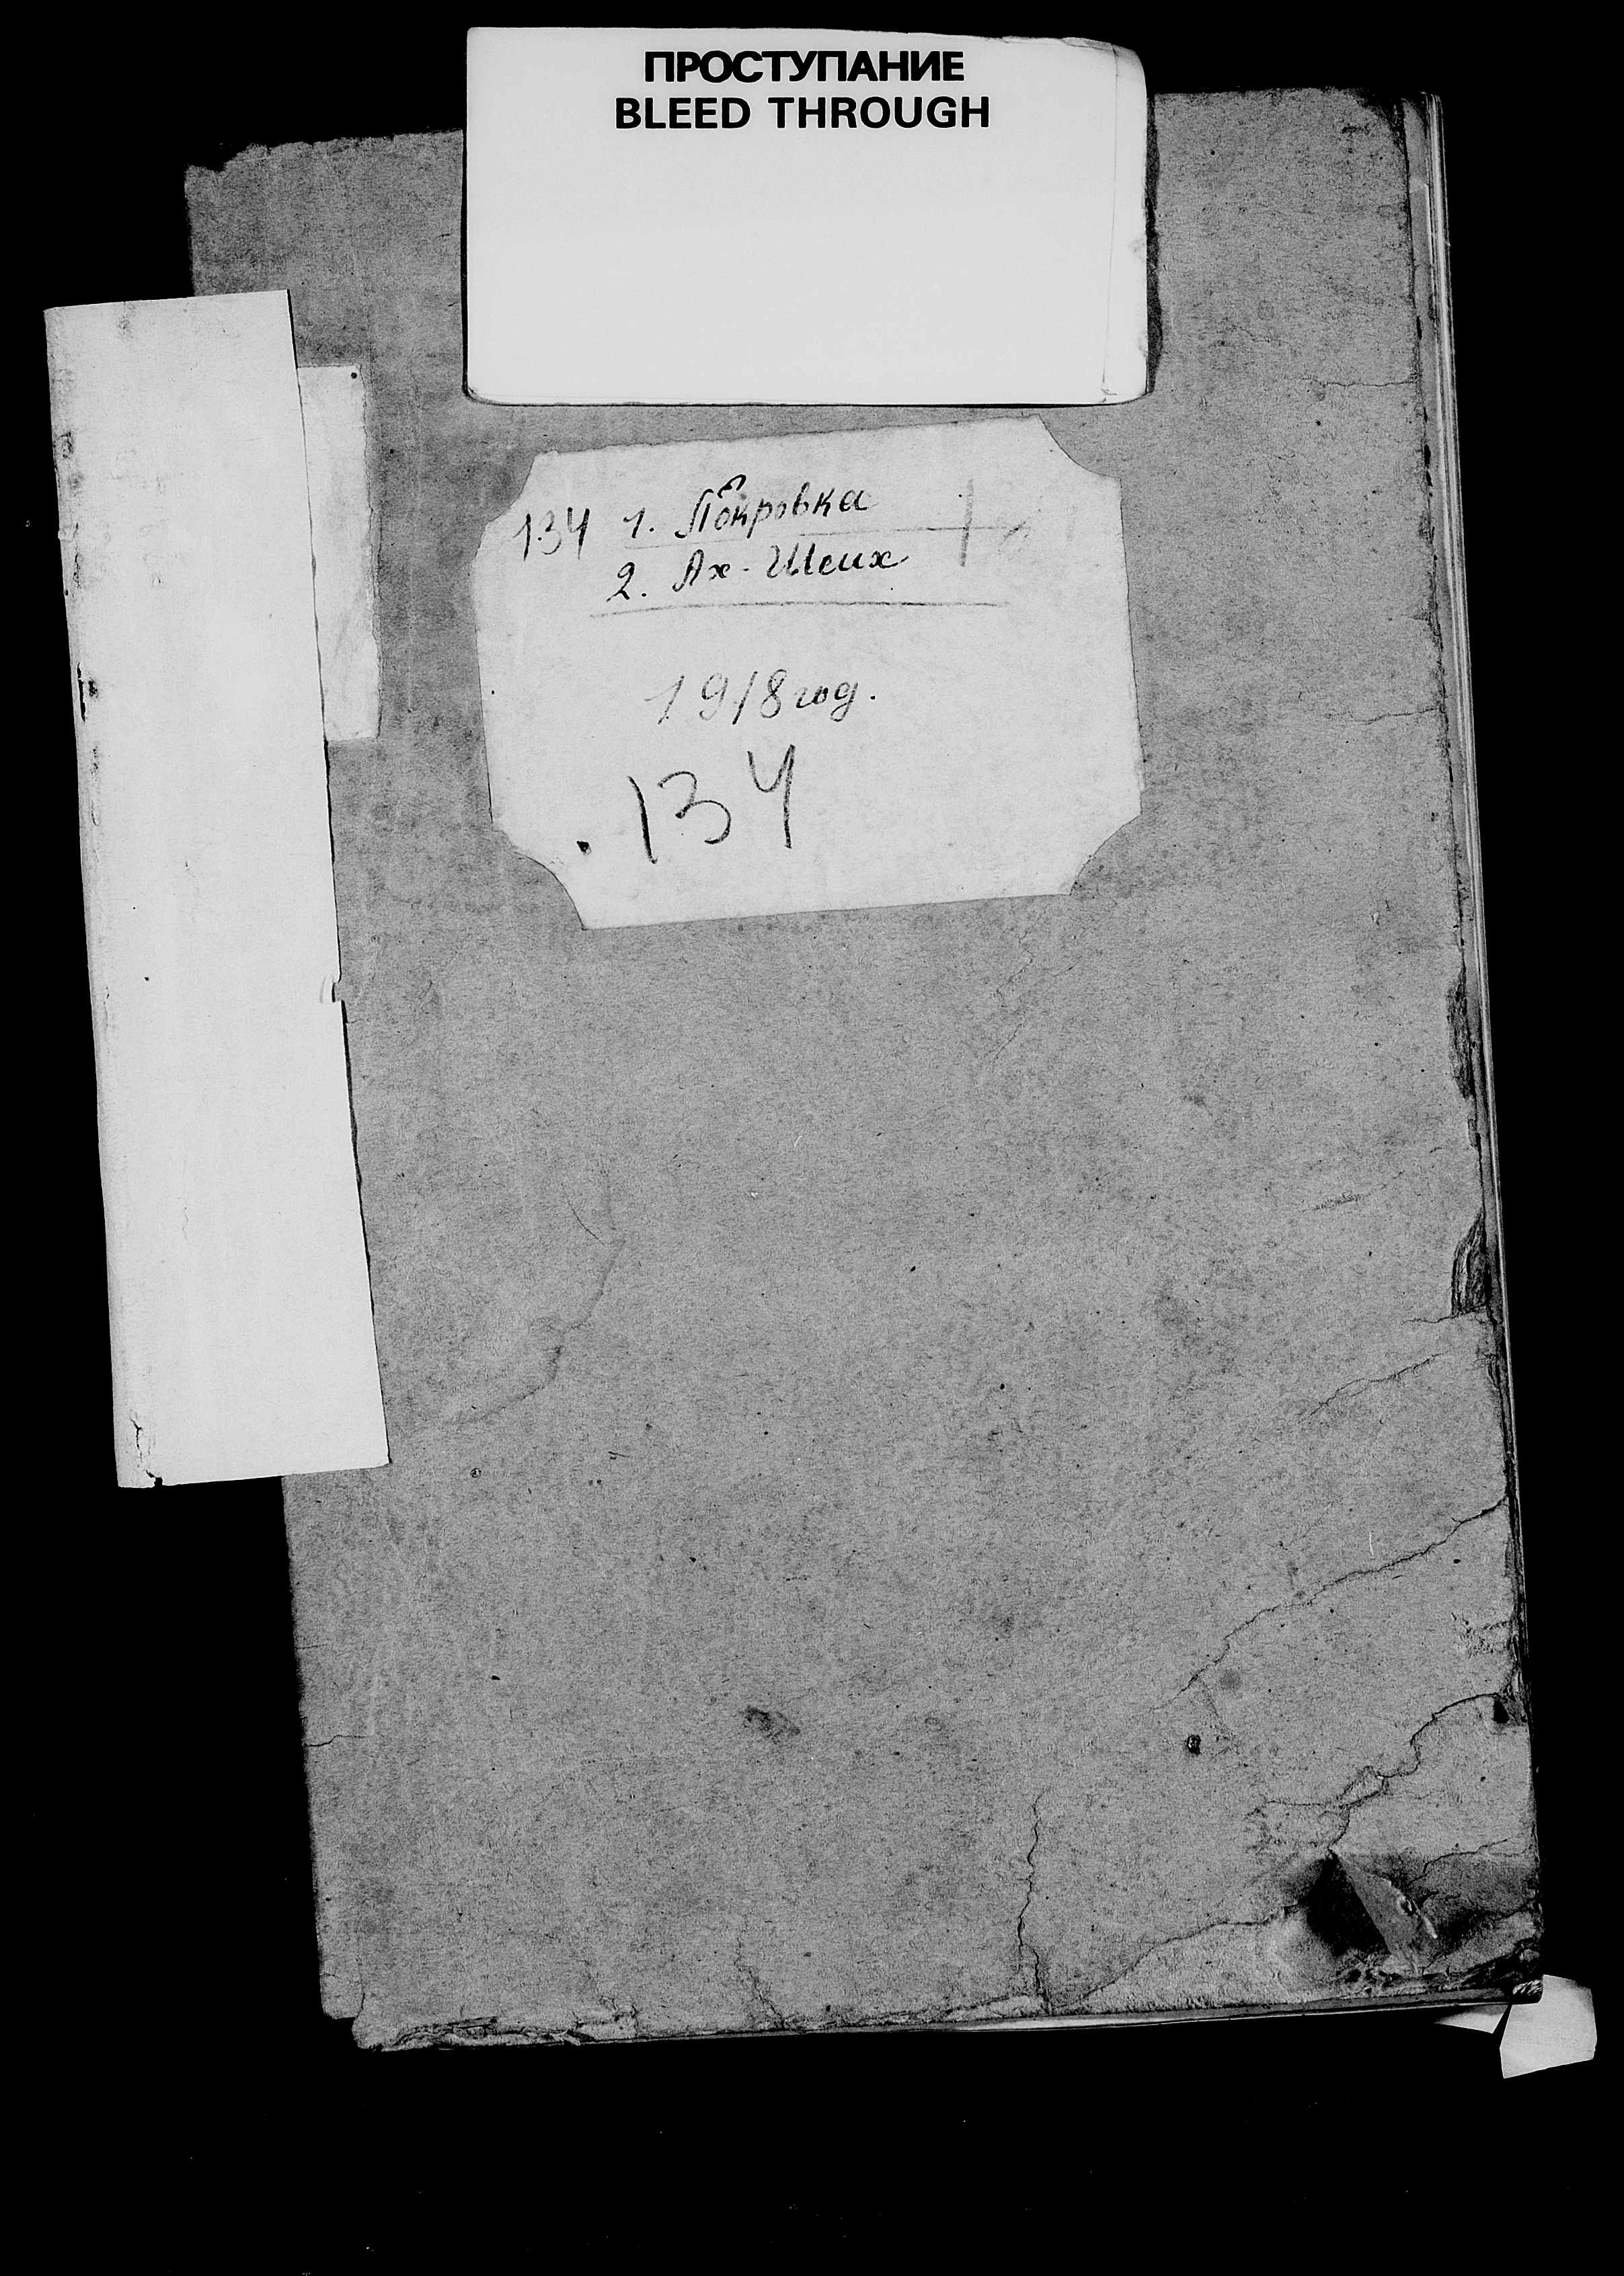 ПРОСТУПАНИЕ
BLEED THROUGH
134 1. Покровка
2. Ах-Шеих
1918 год.
134